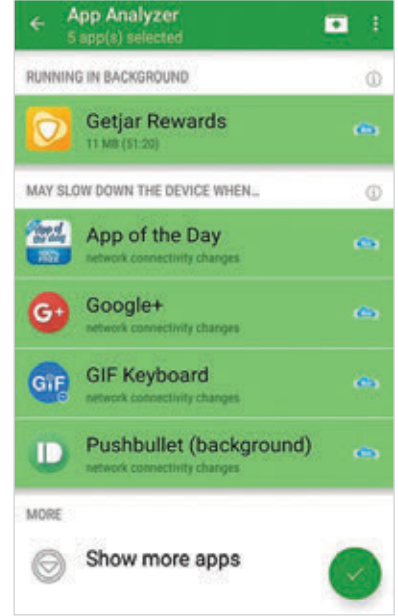 App Analyzer
5 app(s) selected
RUNNING IN BACKGROUND
Getjar Rewards
11 MB (51:20)
MAY SLOW DOWN THE DEVICE WHEN...
App of the Day
network connectivity changes
G+
Google+
network connectivity changes
GIF
GIF Keyboard
network connectivity changes
Pushbullet (background)
network connectivity changes
MORE
Show more apps